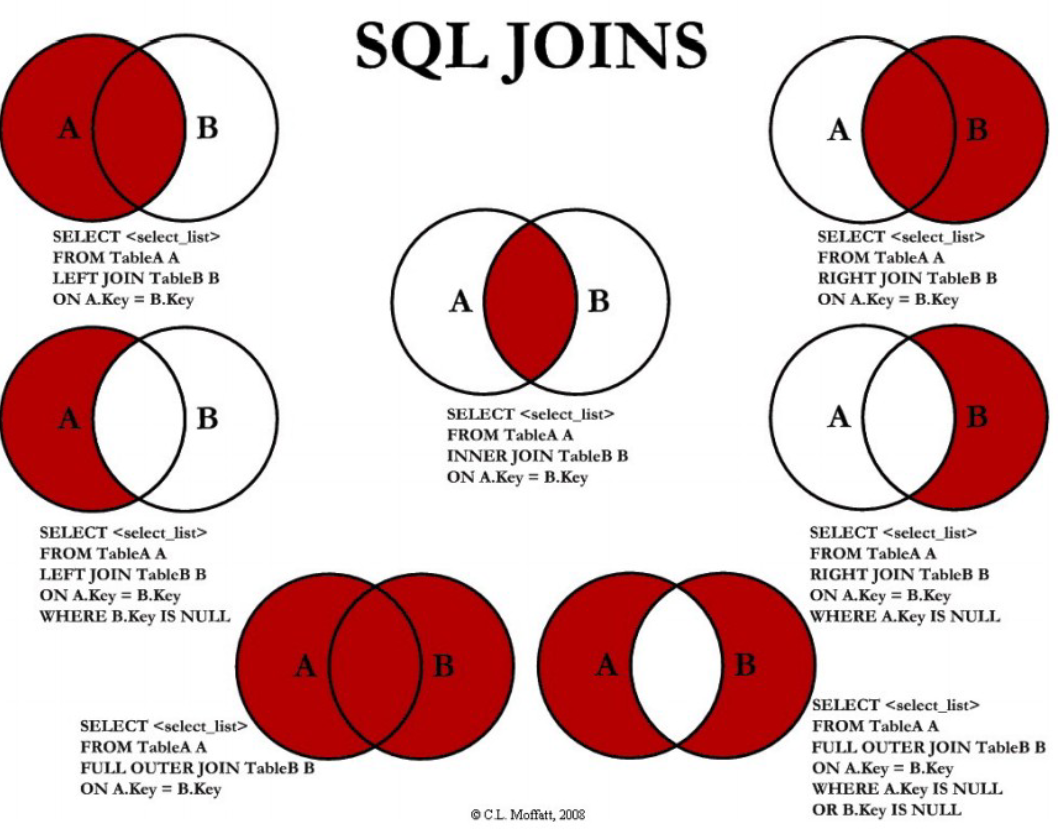 SQL JOINS
A
B
SELECT <select_list>
FROM TableA A
LEFT JOIN TableB B
ON A.Key = B.Key
A
B
SELECT <select_list>
FROM TableA A
RIGHT JOIN TableB B
ON A.Key = B.Key
A
B
SELECT <select_list>
FROM TableA A
INNER JOIN TableB B
ON A.Key = B.Key
A
B
SELECT <select_list>
FROM TableA A
LEFT JOIN TableB B
ON A.Key = B.Key
WHERE B.Key IS NULL
A
B
SELECT <select_list>
FROM TableA A
RIGHT JOIN TableB B
ON A.Key = B.Key
WHERE A.Key IS NULL
A
B
SELECT <select_list>
FROM TableA A
FULL OUTER JOIN TableB B
ON A.Key = B.Key
A
B
SELECT <select_list>
FROM TableA A
FULL OUTER JOIN TableB B
ON A.Key = B.Key
WHERE A.Key IS NULL
OR B.Key IS NULL
© C.L. Moffatt, 2008